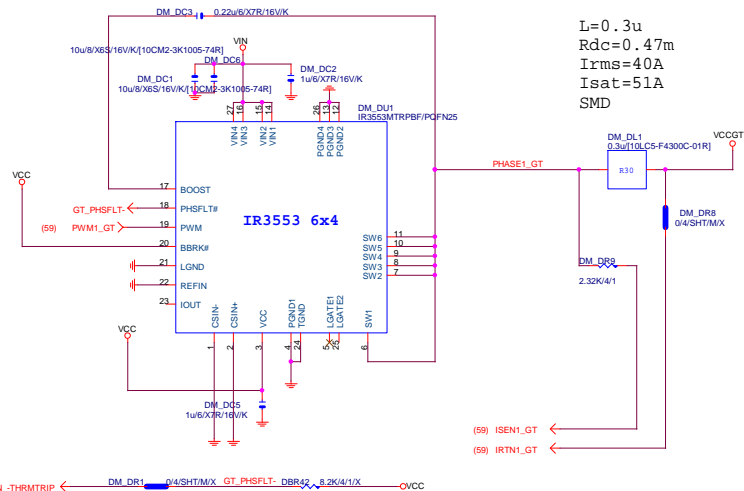 DM_DC3 0.22u/6/X7R/16V/K
L=0.3u
Rdc=0.47m
Irms=40A
Isat=51A
SMD
VIN
10u/8/X6S/16V/K/[10CM2-3K1005-74R]
DM_DC6
DM_DC1
10u/8/X6S/16V/K/[10CM2-3K1005-74R]
DM_DC2
1u/6/X7R/16V/K
DM_DU1
IR3553MTRPBF/PQFN25
27 16 15 14
26 13 12
VIN4 VIN3 VIN2 VIN1
PGND4 PGND3 PGND2
DM_DL1
0.3u/[10LC5-F4300C-01R]
VCCGT
PHASE1_GT
R30
VCC
17 BOOST
GT_PHSFLT- 18 PHSFLT#
(59) PWM1_GT 19 PWM
20 BBRK#
21 LGND
22 REFIN
23 IOUT
IR3553 6x4
SW6 11
SW5 10
SW4 9
SW3 8
SW2 7
DM_DR8
0/4/SHT/M/X
DM_DR9
2.32K/4/1
CSIN- CSIN+ VCC PGND1 TGND LGATE1 LGATE2 SW1
1 2 3 4 24 5 25 6
VCC
DM_DC5
1u/6/X7R/16V/K
(59) ISEN1_GT
(59) IRTN1_GT
N -THRMTRIP DM_DR1 0/4/SHT/M/X GT_PHSFLT- DBR42 8.2K/4/1/X VCC